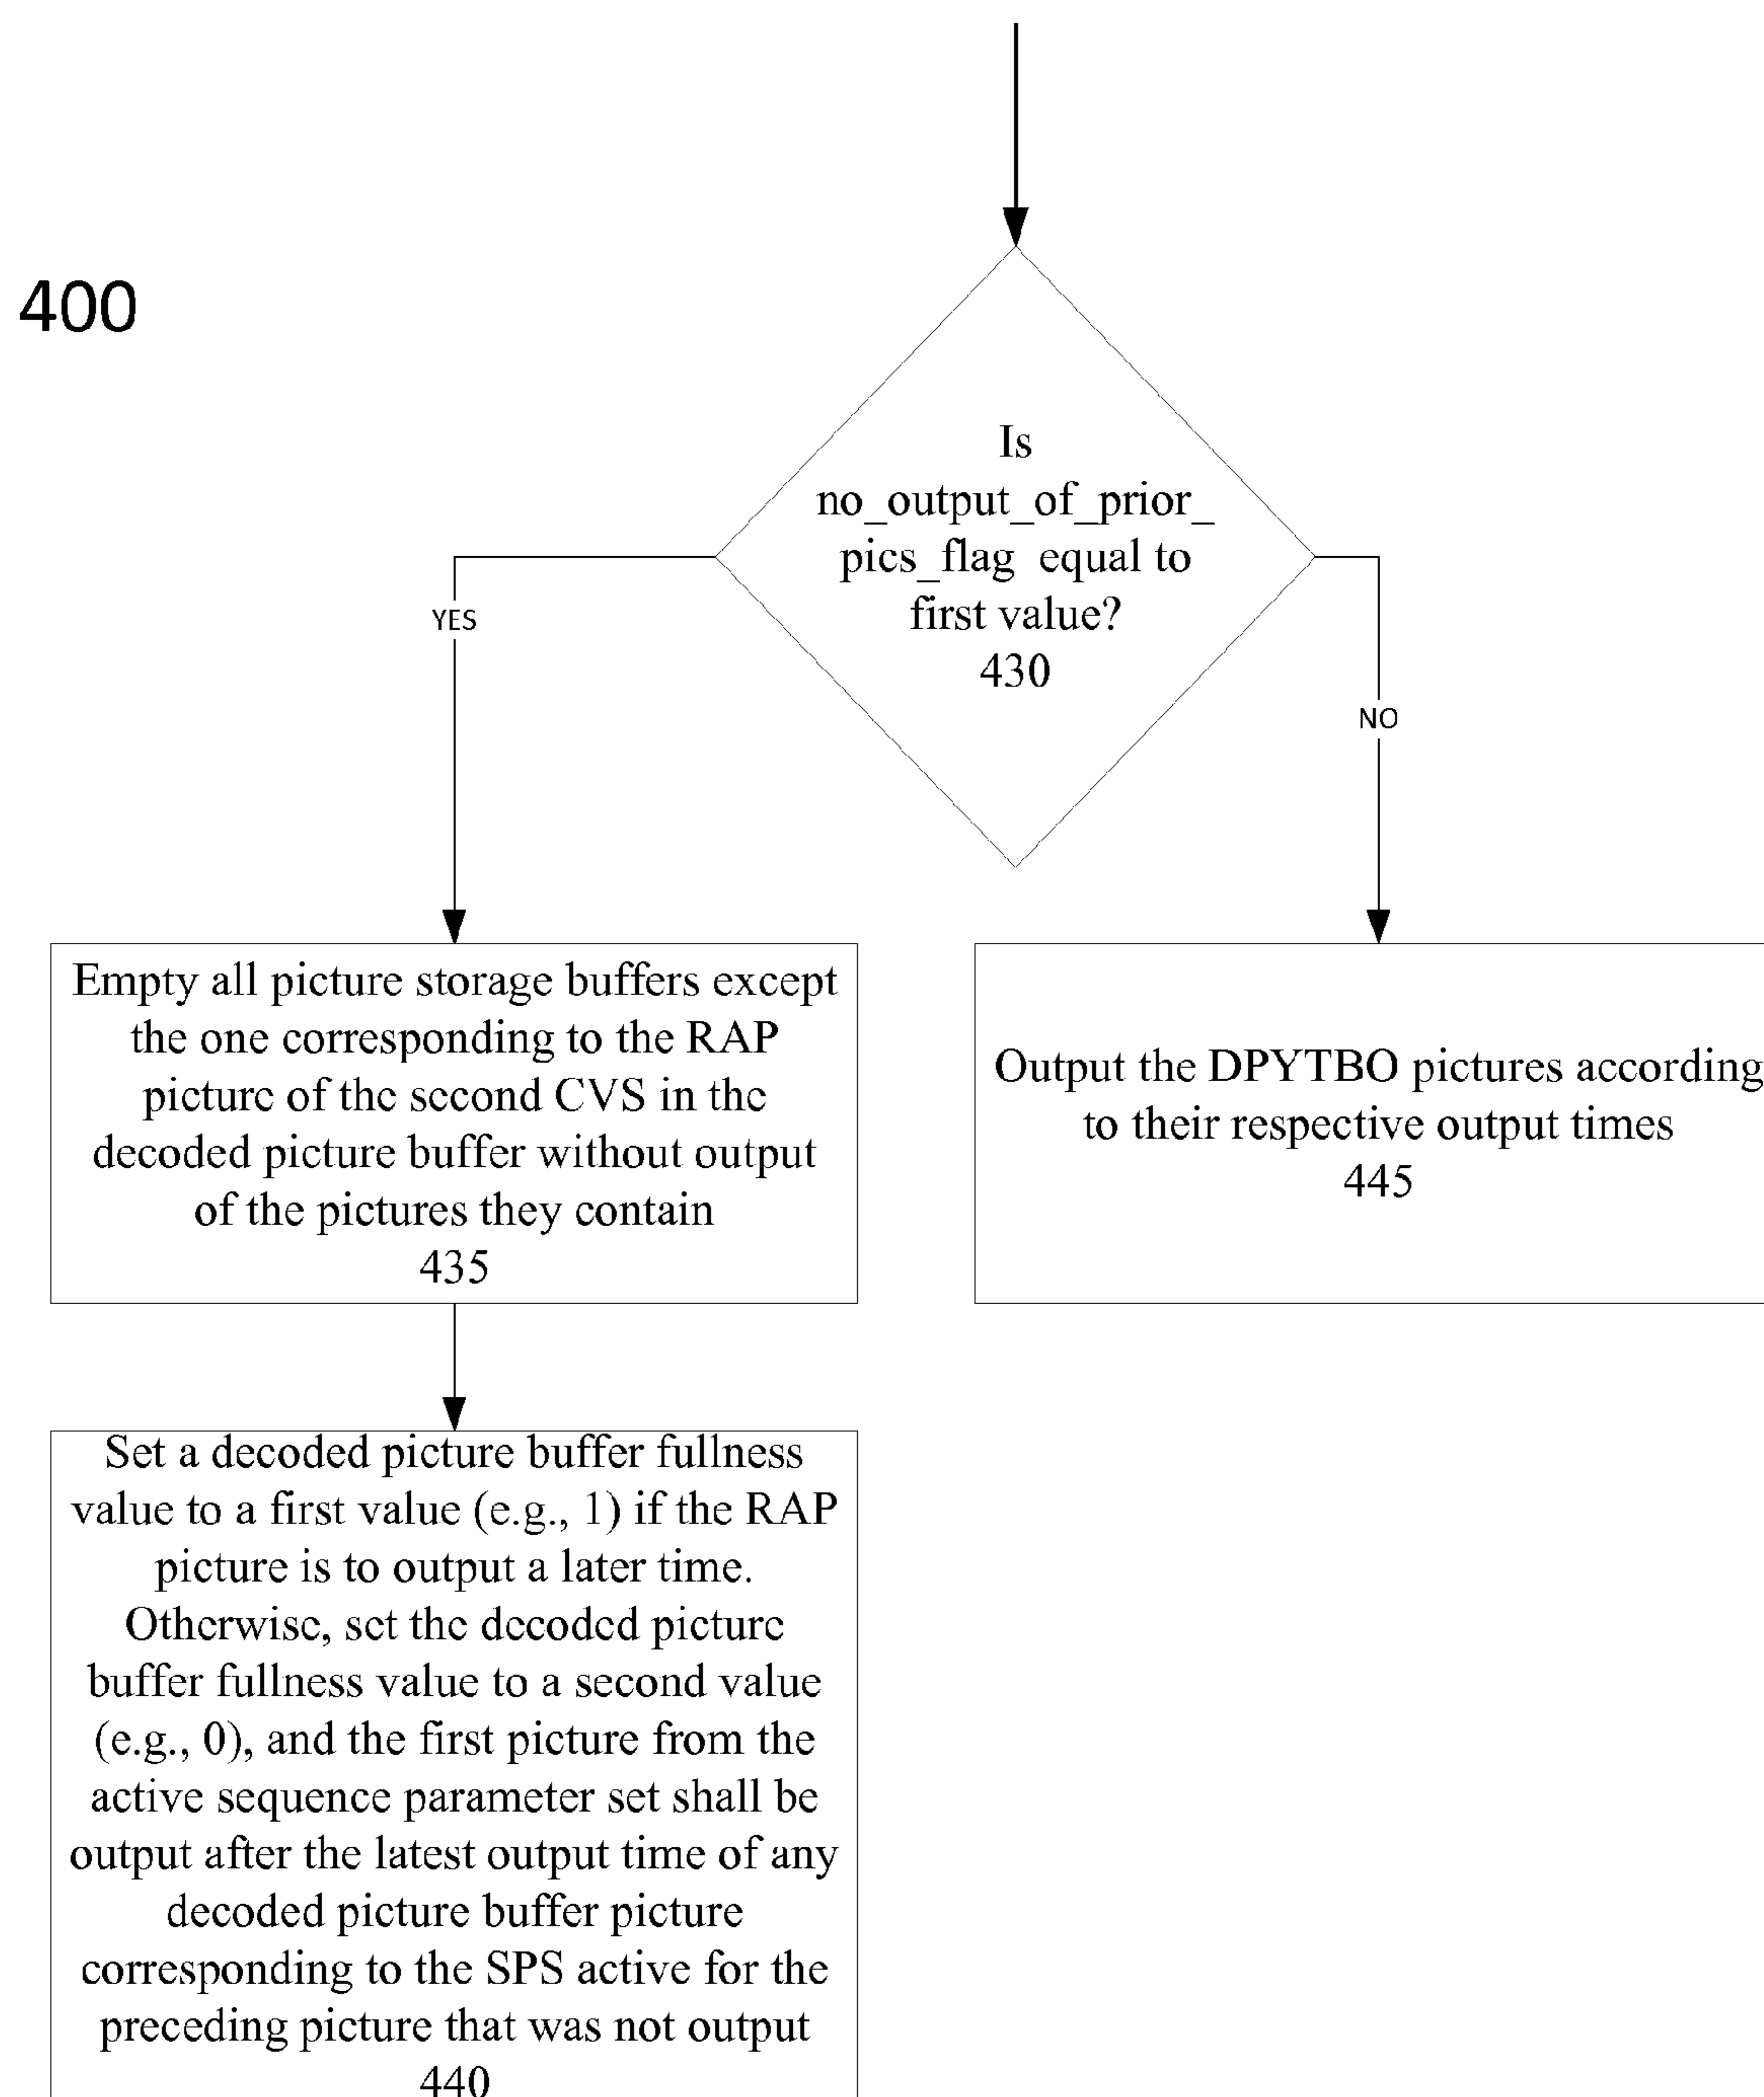 400
Is
no_output_of_prior_
pics_flag equal to
first value?
430
YES
NO
Empty all picture storage buffers except
the one corresponding to the RAP
picture of the second CVS in the
decoded picture buffer without output
of the pictures they contain
435
Output the DPYTBO pictures according
to their respective output times
445
Set a decoded picture buffer fullness
value to a first value (e.g., 1) if the RAP
picture is to output a later time.
Otherwise, set the decoded picture
buffer fullness value to a second value
(e.g., 0), and the first picture from the
active sequence parameter set shall be
output after the latest output time of any
decoded picture buffer picture
corresponding to the SPS active for the
preceding picture that was not output
440